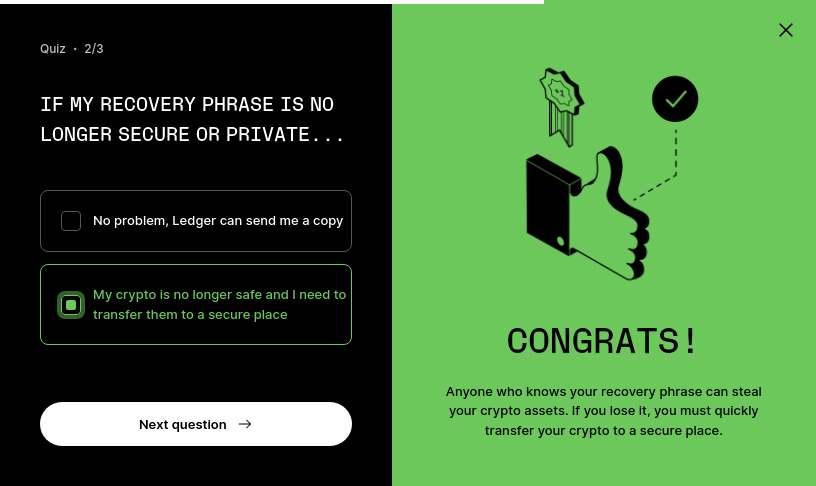 Quiz • 2/3
IF MY RECOVERY PHRASE IS NO
LONGER SECURE OR PRIVATE...
No problem, Ledger can send me a copy
My crypto is no longer safe and I need to
transfer them to a secure place
Next question →
CONGRATS!
Anyone who knows your recovery phrase can steal
your crypto assets. If you lose it, you must quickly
transfer your crypto to a secure place.